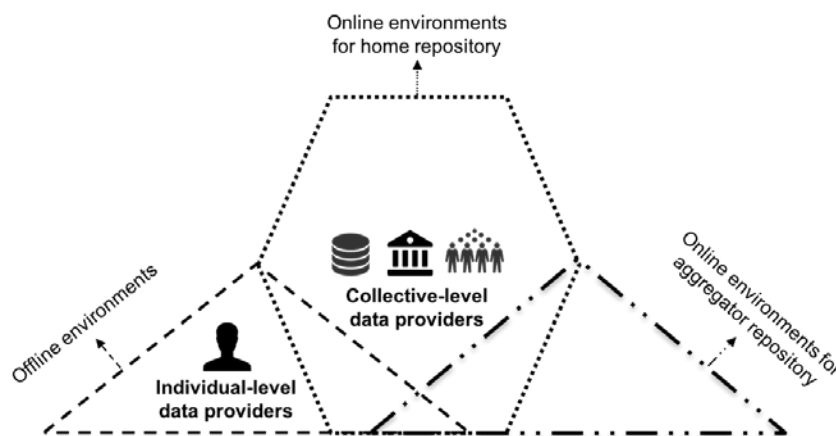 Online environments
for home repository
Offline environments
Collective-level
data providers
Individual-level
data providers
Online environments for
aggregator repository